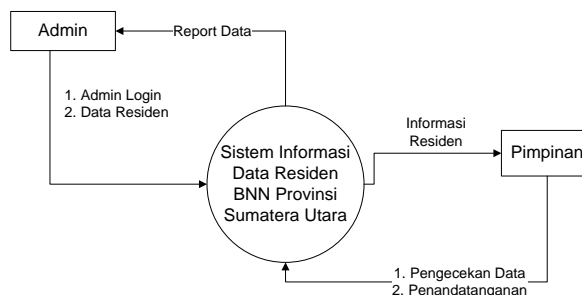 Admin
Report Data
1. Admin Login
2. Data Residen
Sistem Informasi
Data Residen
BNN Provinsi
Sumatera Utara
Informasi
Residen
Pimpinan
1. Pengecekan Data
2. Penandatanganan